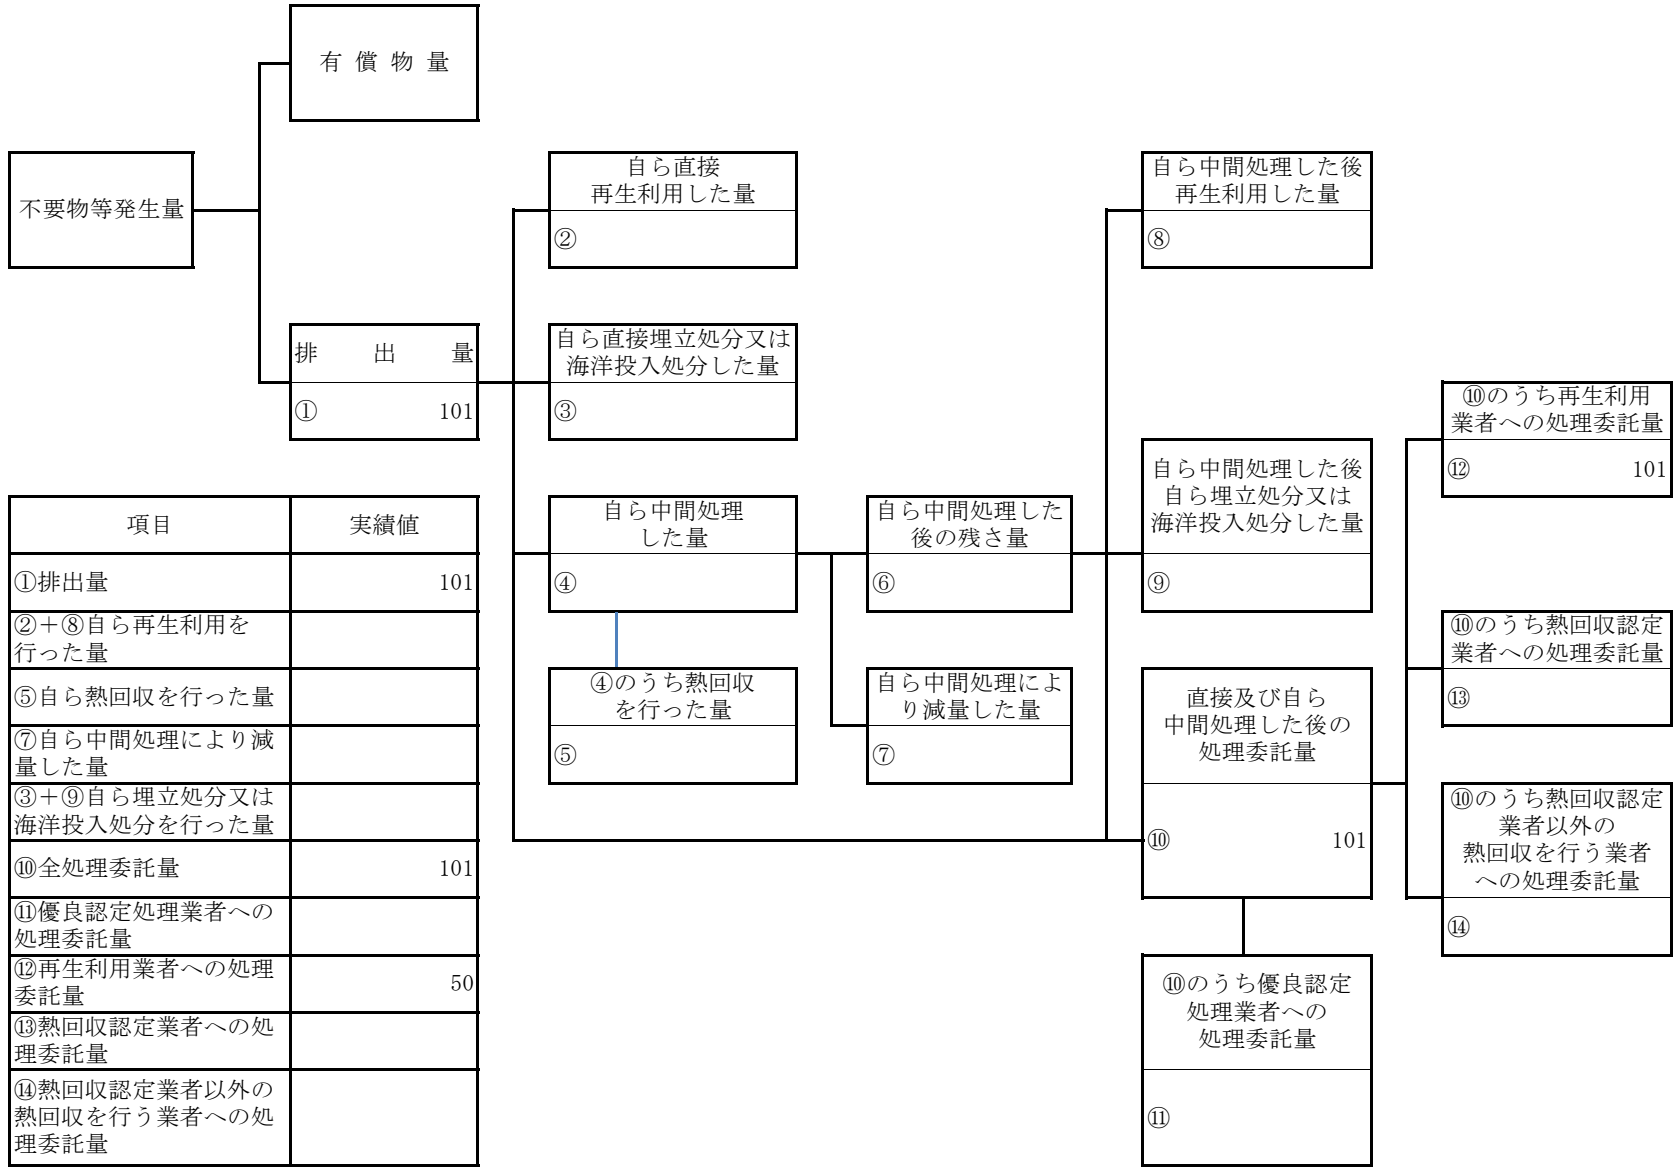 有償物量
不要物等発生量
排出量
① 101
自ら直接
再生利用した量
②
自ら直接埋立処分又は
海洋投入処分した量
③
自ら中間処理
した量
④
④のうち熱回収
を行った量
⑤
自ら中間処理した
後の残さ量
⑥
自ら中間処理によ
り減量した量
⑦
自ら中間処理した後
再生利用した量
⑧
自ら中間処理した後
自ら埋立処分又は
海洋投入処分した量
⑨
直接及び自ら
中間処理した後の
処理委託量
⑩ 101
⑩のうち優良認定
処理業者への
処理委託量
⑪
⑩のうち再生利用
業者への処理委託量
⑫ 101
⑩のうち熱回収認定
業者への処理委託量
⑬
⑩のうち熱回収認定
業者以外の
熱回収を行う業者
への処理委託量
⑭
項目 実績値
①排出量 101
②＋⑧自ら再生利用を
行った量
⑤自ら熱回収を行った量
⑦自ら中間処理により減
量した量
③＋⑨自ら埋立処分又は
海洋投入処分を行った量
⑩全処理委託量 101
⑪優良認定処理業者への
処理委託量
⑫再生利用業者への処理
委託量 50
⑬熱回収認定業者への処
理委託量
⑭熱回収認定業者以外の
熱回収を行う業者への処
理委託量